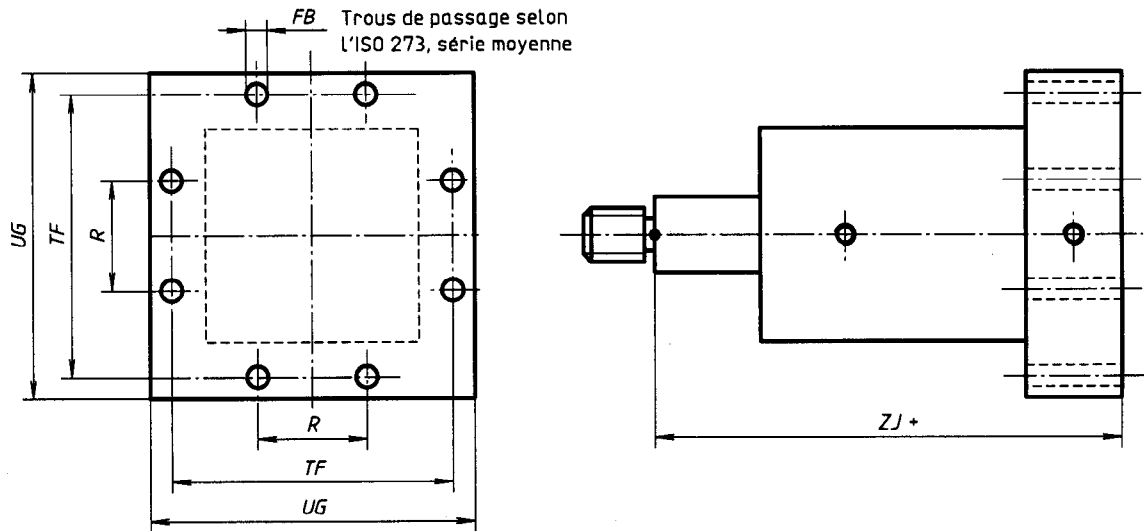 FB Trous de passage selon
l'ISO 273, série moyenne
UG
TF
R
R
TF
UG
ZJ +